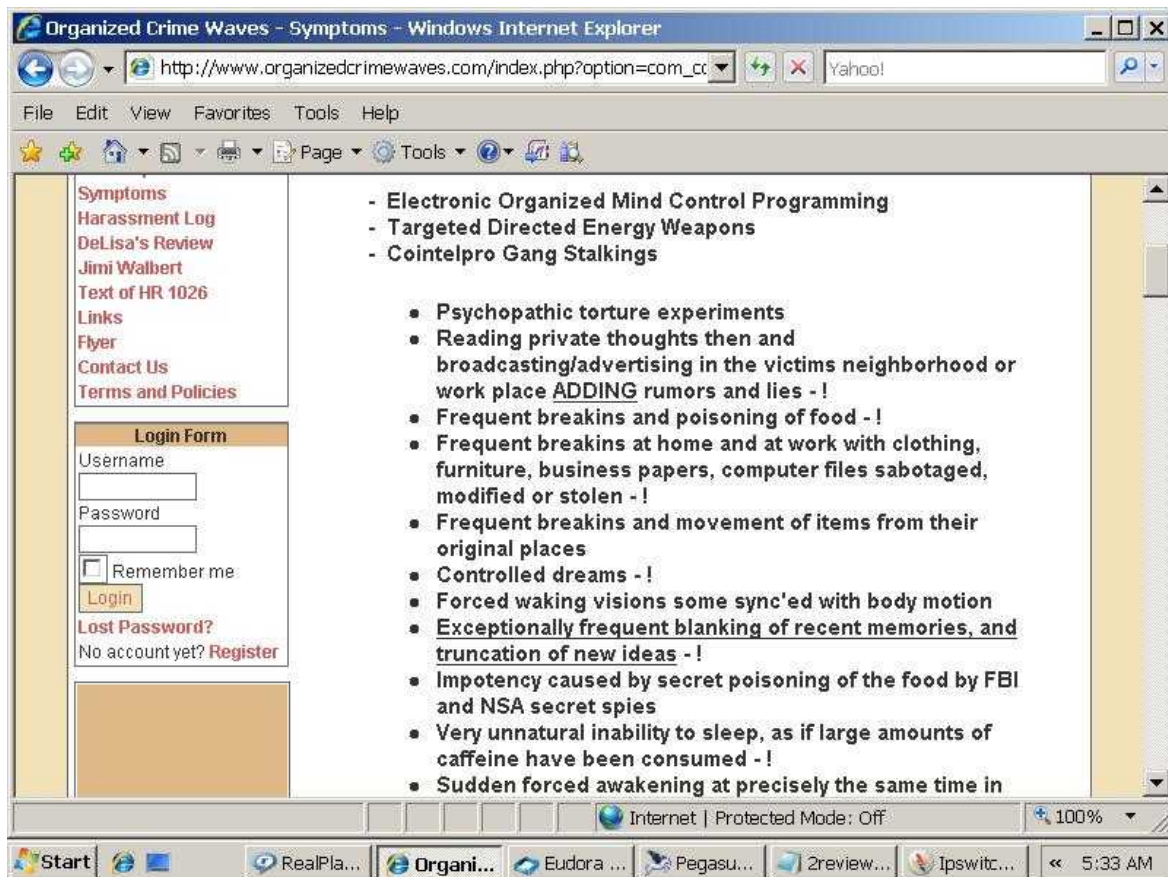 Organized Crime Waves - Symptoms - Windows Internet Explorer
http://www.organizedcrimewaves.com/index.php?option=com_cc
Yahoo!
File Edit View Favorites Tools Help
Page Tools
Symptoms
Harassment Log
DeLisa's Review
Jimi Walbert
Text of HR 1026
Links
Flyer
Contact Us
Terms and Policies
Login Form
Username
Password
Remember me
Login
Lost Password?
No account yet? Register
- Electronic Organized Mind Control Programming
- Targeted Directed Energy Weapons
- Cointelpro Gang Stalkings
• Psychopathic torture experiments
• Reading private thoughts then and
broadcasting/advertising in the victims neighborhood or
work place ADDING rumors and lies - !
• Frequent breakins and poisoning of food - !
• Frequent breakins at home and at work with clothing,
furniture, business papers, computer files sabotaged,
modified or stolen - !
• Frequent breakins and movement of items from their
original places
• Controlled dreams - !
• Forced waking visions some sync'ed with body motion
• Exceptionally frequent blanking of recent memories, and
truncation of new ideas - !
• Impotency caused by secret poisoning of the food by FBI
and NSA secret spies
• Very unnatural inability to sleep, as if large amounts of
caffeine have been consumed - !
• Sudden forced awakening at precisely the same time in
Internet | Protected Mode: Off 100%
Start RealPla... Organi... Eudora ... Pegasu... 2review... Ipswitc... « 5:33 AM